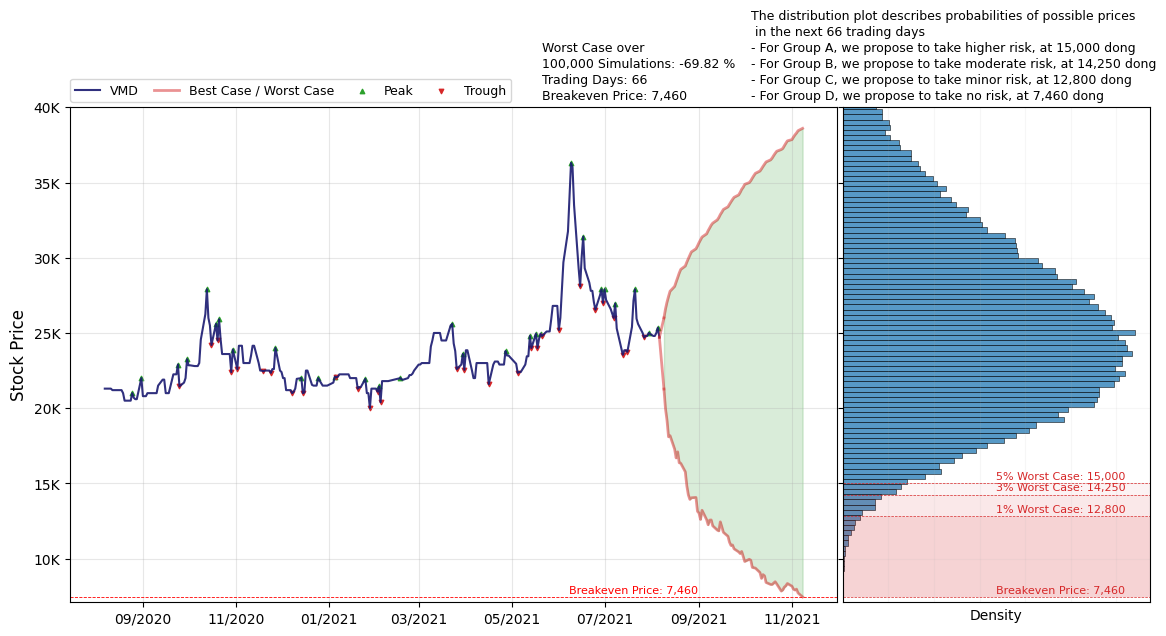 The distribution plot describes probabilities of possible prices
in the next 66 trading days
- For Group A, we propose to take higher risk, at 15,000 dong
- For Group B, we propose to take moderate risk, at 14,250 dong
- For Group C, we propose to take minor risk, at 12,800 dong
- For Group D, we propose to take no risk, at 7,460 dong
Worst Case over
100,000 Simulations: -69.82 %
Trading Days: 66
Breakeven Price: 7,460
VMD
Best Case / Worst Case
Peak
Trough
Stock Price
40K
35K
30K
25K
20K
15K
10K
09/2020
11/2020
01/2021
03/2021
05/2021
07/2021
09/2021
11/2021
Breakeven Price: 7,460
5% Worst Case: 15,000
3% Worst Case: 14,250
1% Worst Case: 12,800
Breakeven Price: 7,460
Density